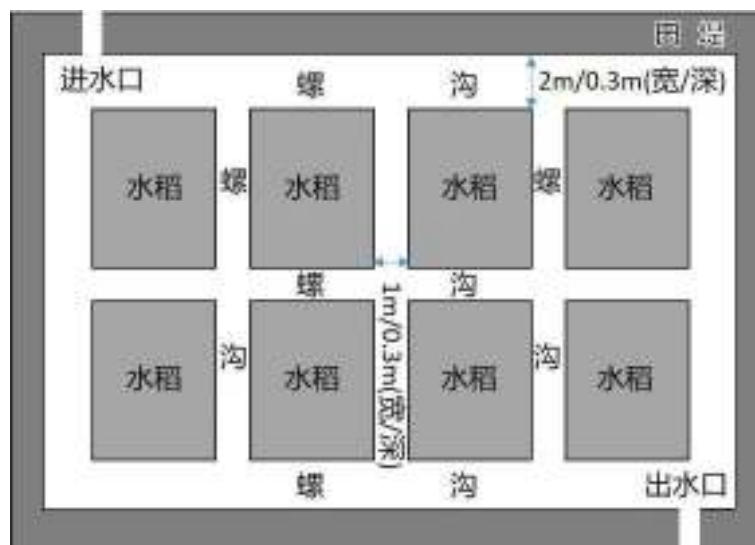 田 堤
进水口
螺 沟
2m/0.3m(宽/深)
水稻 螺 水稻 水稻 螺 水稻
螺 沟
1m/0.3m(宽/深)
水稻 沟 水稻 水稻 沟 水稻
螺 沟
出水口